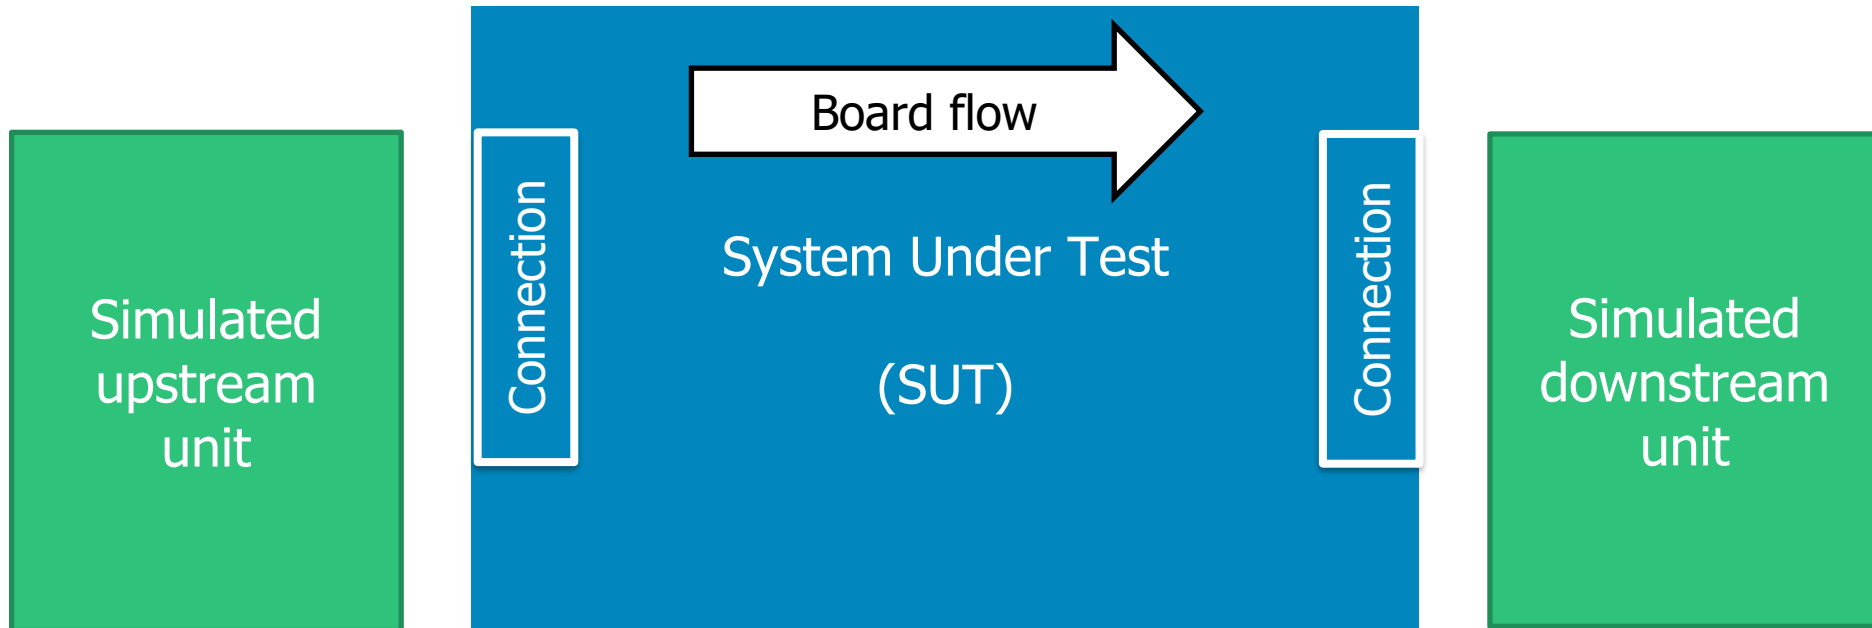 Board flow
Connection
System Under Test
(SUT)
Connection
Simulated
upstream
unit
Simulated
downstream
unit